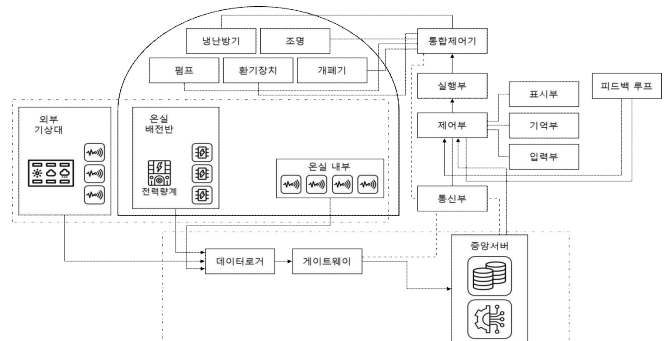 냉난방기
조명
통합제어기
펌프
환기장치
개폐기
실행부
표시부
피드백 루프
외부
기상대
온실
배전반
제어부
기억부
온실 내부
입력부
전력량계
통신부
중앙서버
데이터로거
게이트웨이